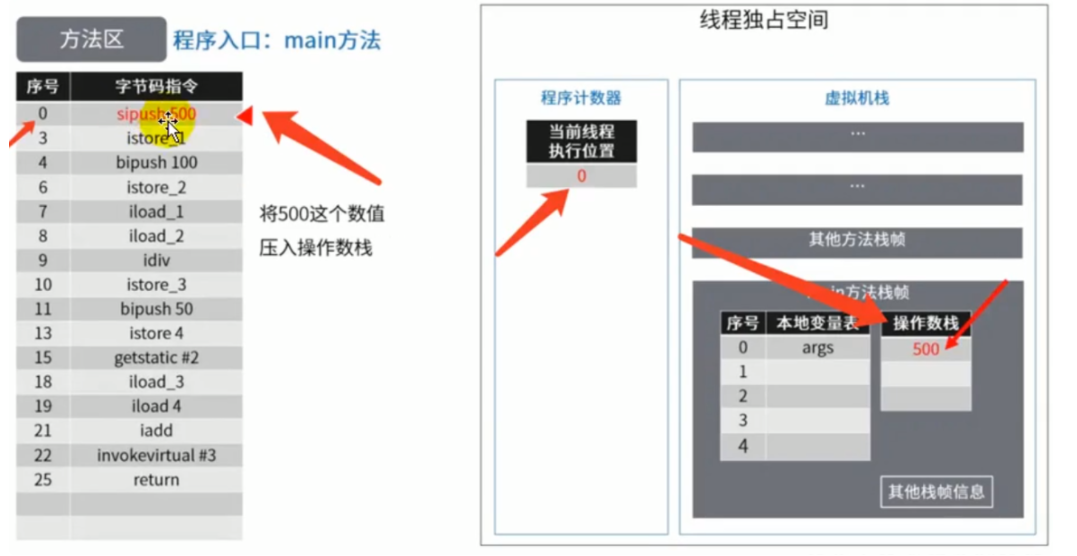 方法区
程序入口：main方法
序号 字节码指令
0 sipush 500
3 istore_1
4 bipush 100
6 istore_2
7 iload_1
8 iload_2
9 idiv
10 istore_3
11 bipush 50
13 istore 4
15 getstatic #2
18 iload_3
19 iload 4
21 iadd
22 invokevirtual #3
25 return
将500这个数值
压入操作数栈
线程独占空间
程序计数器
当前线程
执行位置
0
虚拟机栈
...
...
其他方法栈帧
main方法栈帧
序号 本地变量表 操作数栈
0 args 500
1
2
3
4
其他栈帧信息